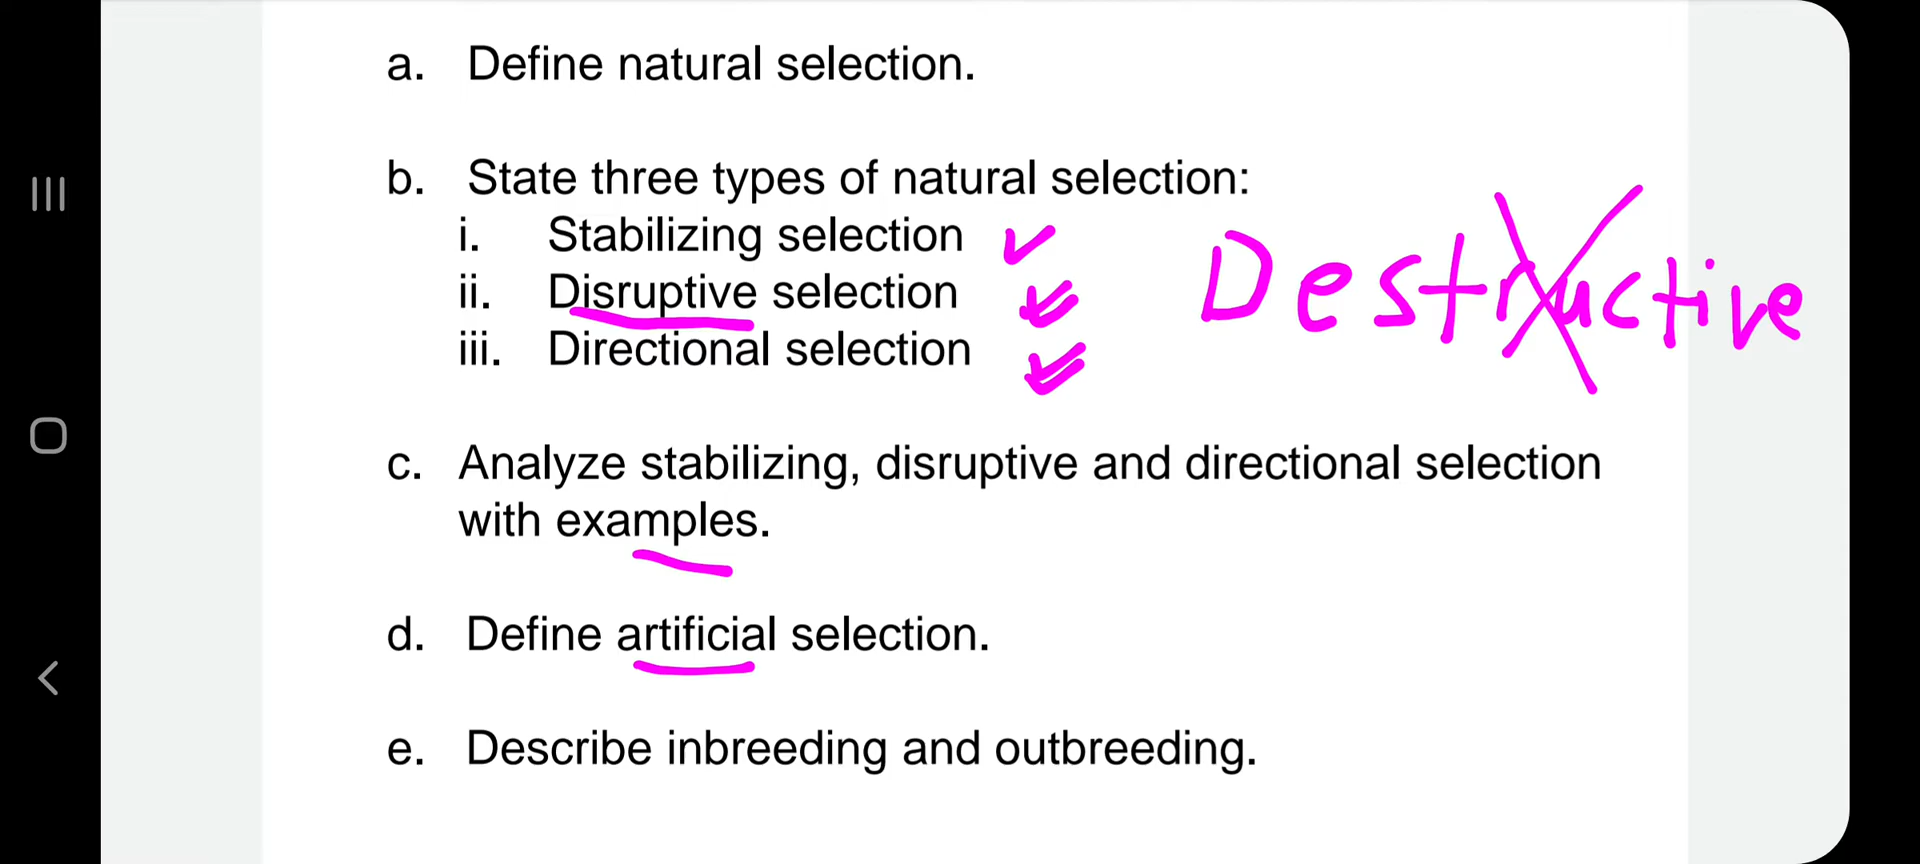 a. Define natural selection.
b. State three types of natural selection:
i. Stabilizing selection
ii. Disruptive selection
iii. Directional selection
Destructive
c. Analyze stabilizing, disruptive and directional selection
with examples.
d. Define artificial selection.
e. Describe inbreeding and outbreeding.